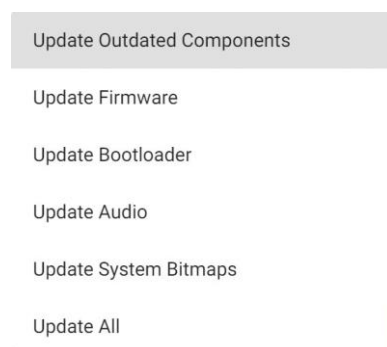 Update Outdated Components
Update Firmware
Update Bootloader
Update Audio
Update System Bitmaps
Update All